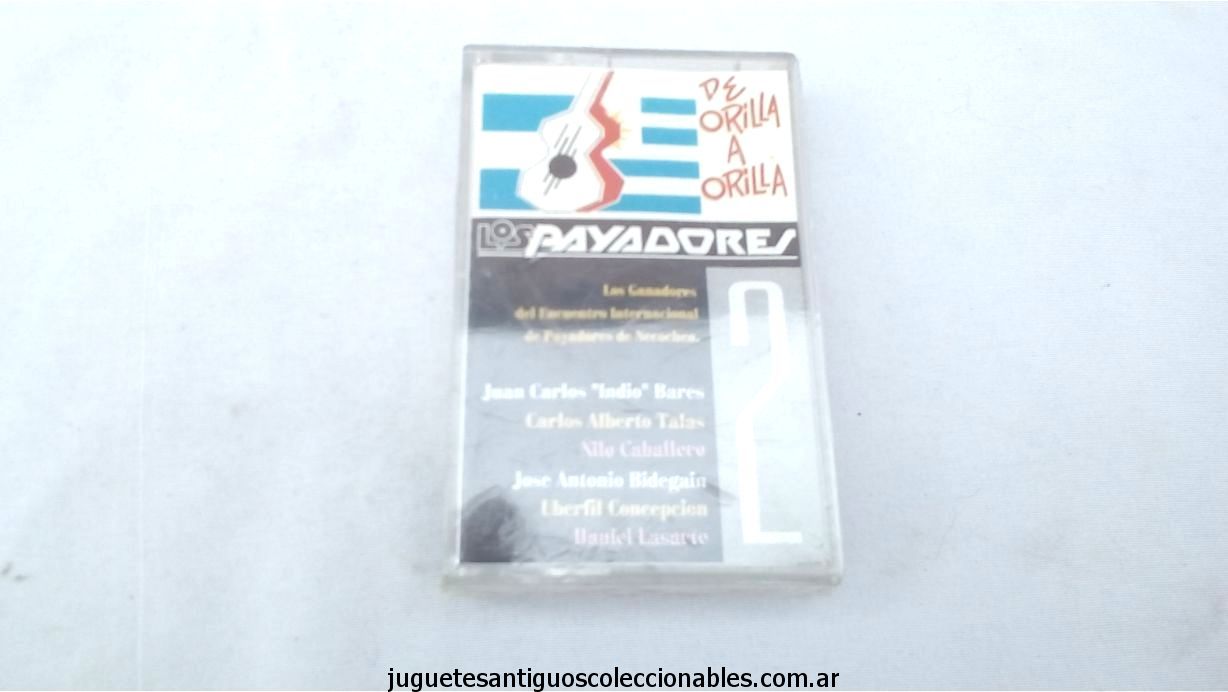 DE
ORILLA
A
ORILLA
LOS PAYADORES
Los Ganadores
del Encuentro Internacional
de Payadores de Necochea.
2
Juan Carlos "Indio" Bares
Carlos Alberto Talas
Nilo Caballero
Jose Antonio Bidegain
Uberfil Concepcion
Daniel Lasarte
juguetesantiguoscoleccionables.com.ar